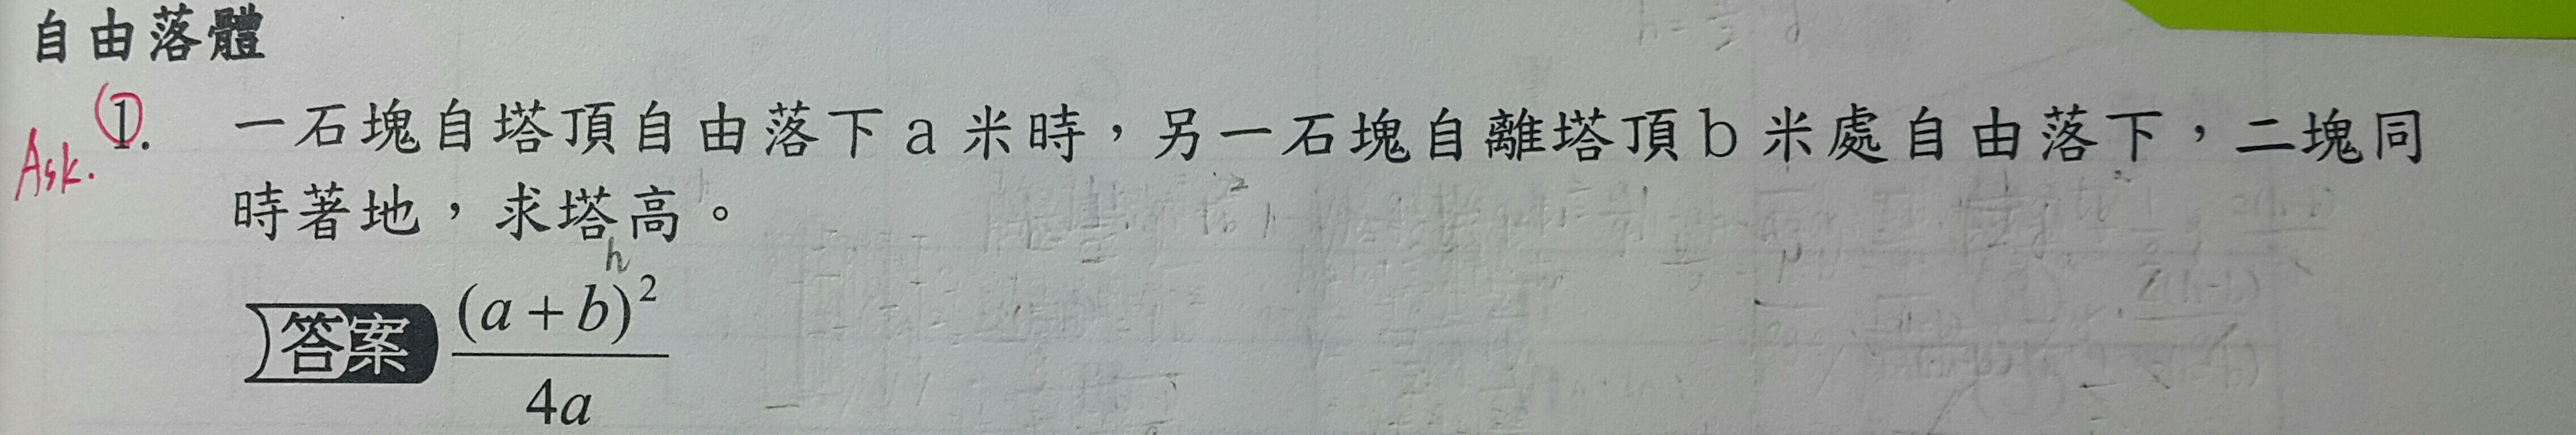 自由落體
Ask. 1. 一石塊自塔頂自由落下a米時，另一石塊自離塔頂b米處自由落下，二塊同
時著地，求塔高。
h
答案 (a+b)²
4a